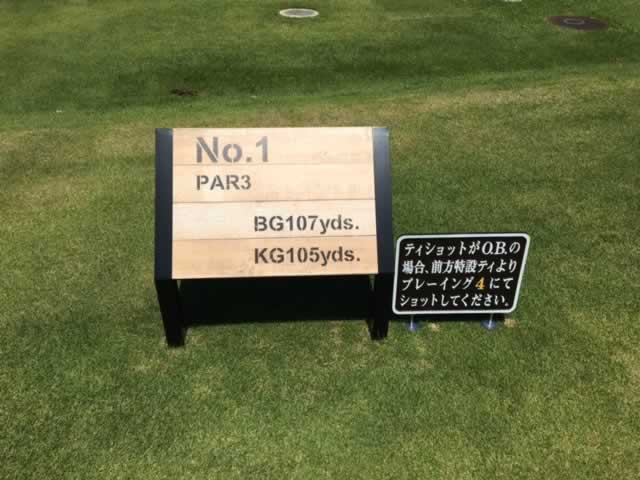 No.1
PAR3
BG107yds.
KG105yds.
ティショットがO.B.の
場合、前方特設ティより
プレーイング4にて
ショットしてください。